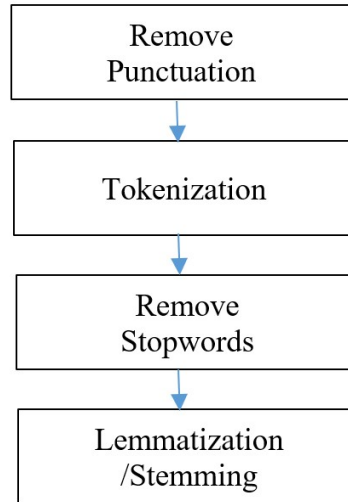 Remove
Punctuation
Tokenization
Remove
Stopwords
Lemmatization
/Stemming